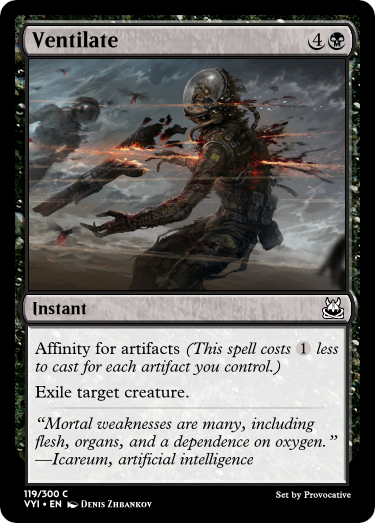 Ventilate 4
Instant
Affinity for artifacts (This spell costs 1 less
to cast for each artifact you control.)
Exile target creature.
“Mortal weaknesses are many, including
flesh, organs, and a dependence on oxygen.”
—Icareum, artificial intelligence
119/300 C
VYI • EN Denis Zhbankov
Set by Provocative